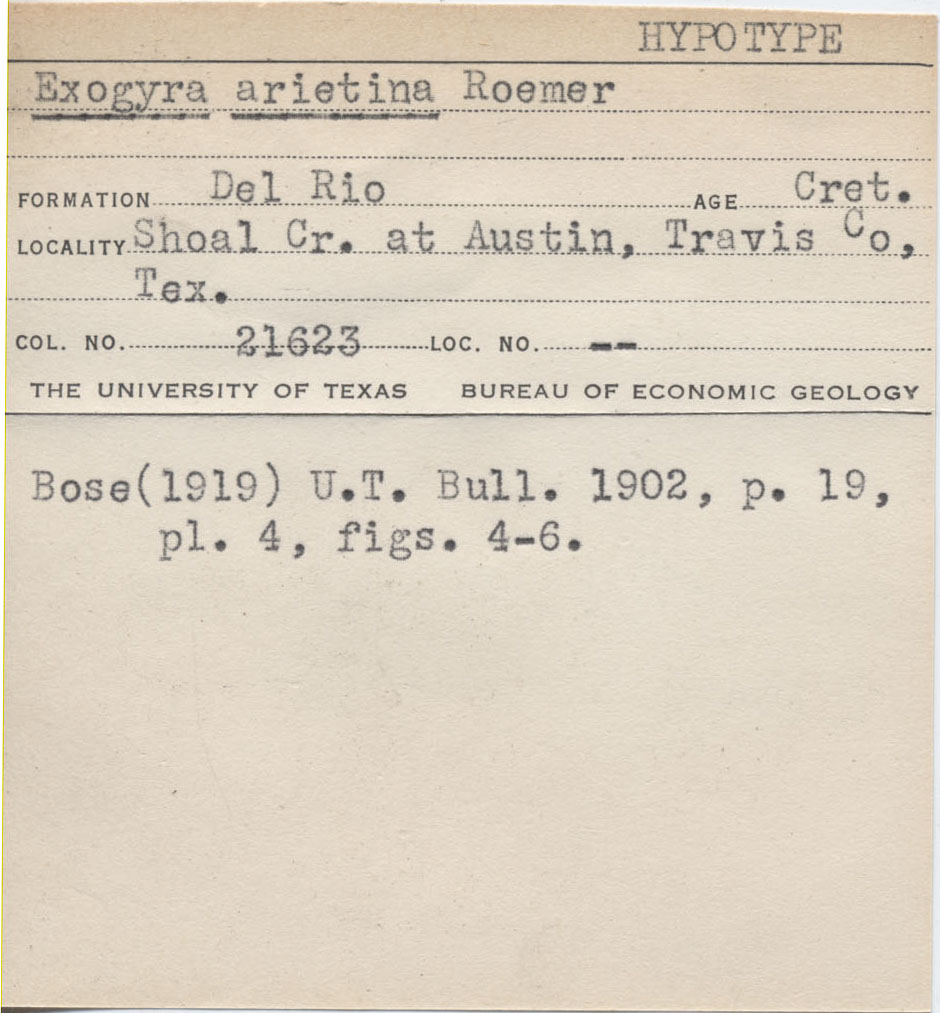 HYPOTYPE
Exogyra arietina Roemer
FORMATION Del Rio AGE Cret.
LOCALITY Shoal Cr. at Austin, Travis Co,
Tex.
COL. NO. 21623 LOC. NO. --
THE UNIVERSITY OF TEXAS BUREAU OF ECONOMIC GEOLOGY
Bose(1919) U.T. Bull. 1902, p. 19,
pl. 4, figs. 4-6.